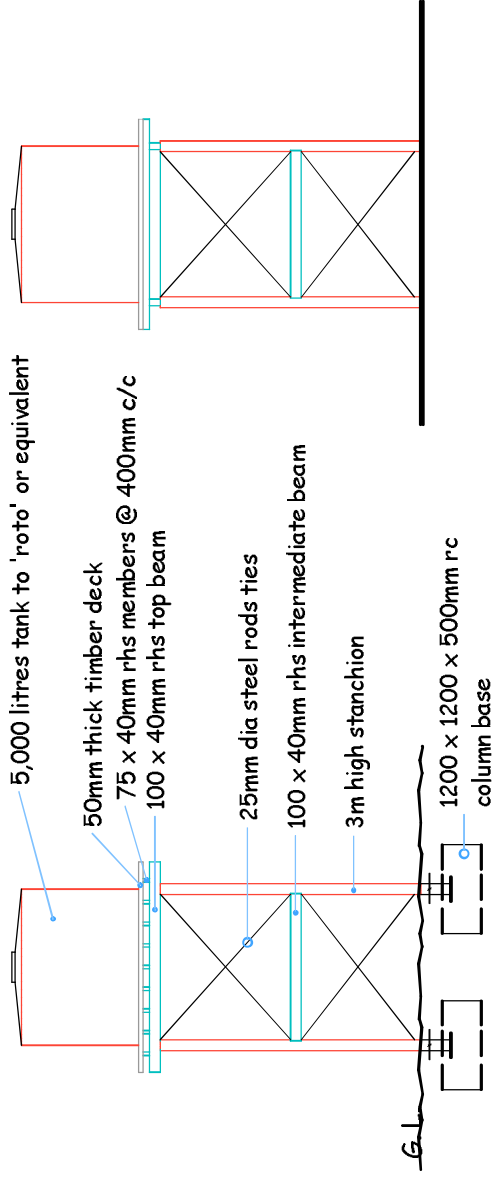 5,000 litres tank to 'roto' or equivalent
50mm thick timber deck
75 x 40mm rhs members @ 400mm c/c
100 x 40mm rhs top beam
25mm dia steel rods ties
100 x 40mm rhs intermediate beam
3m high stanchion
1200 x 1200 x 500mm rc
column base
G.L